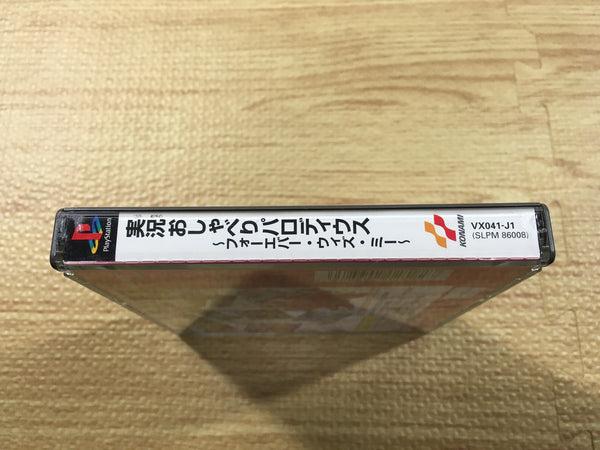 PlayStation
実況おしゃべりパロディウス
～フォーエバー・ウィズ・ミー～
KONAMI
VX041-J1
(SLPM 86008)